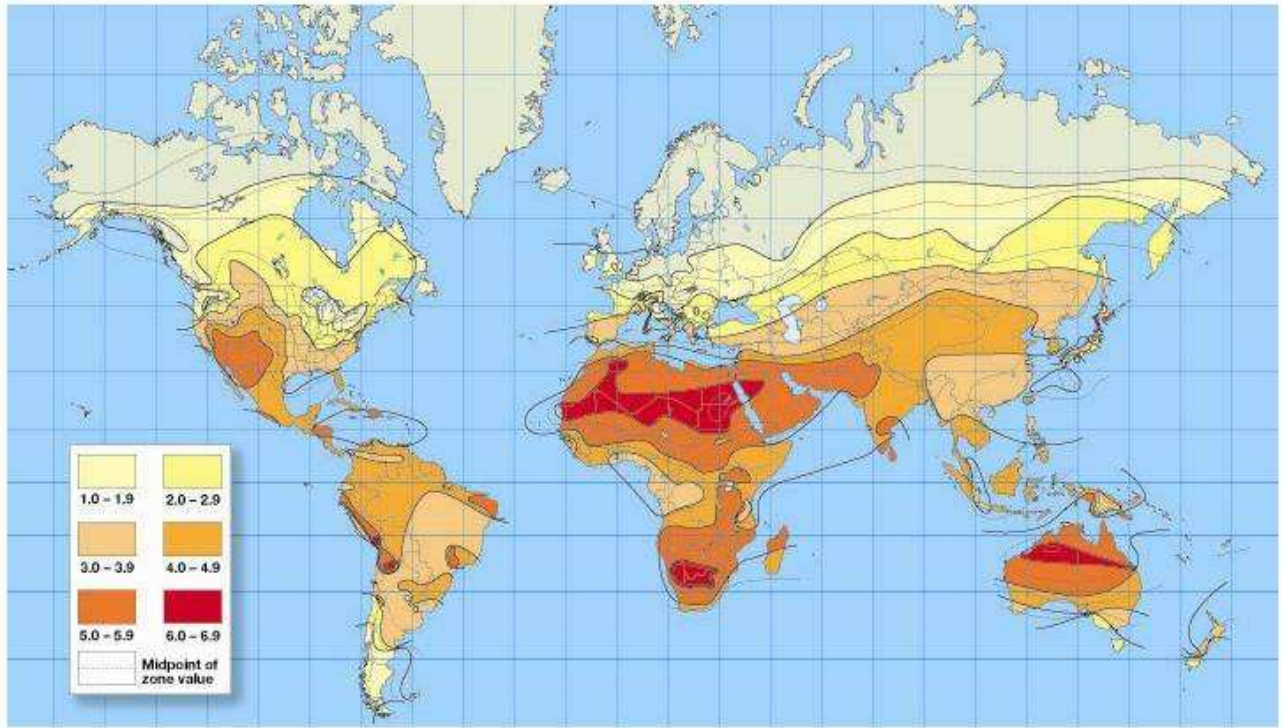 1.0 – 1.9 2.0 – 2.9
3.0 – 3.9 4.0 – 4.9
5.0 – 5.9 6.0 – 6.9
Midpoint of
zone value